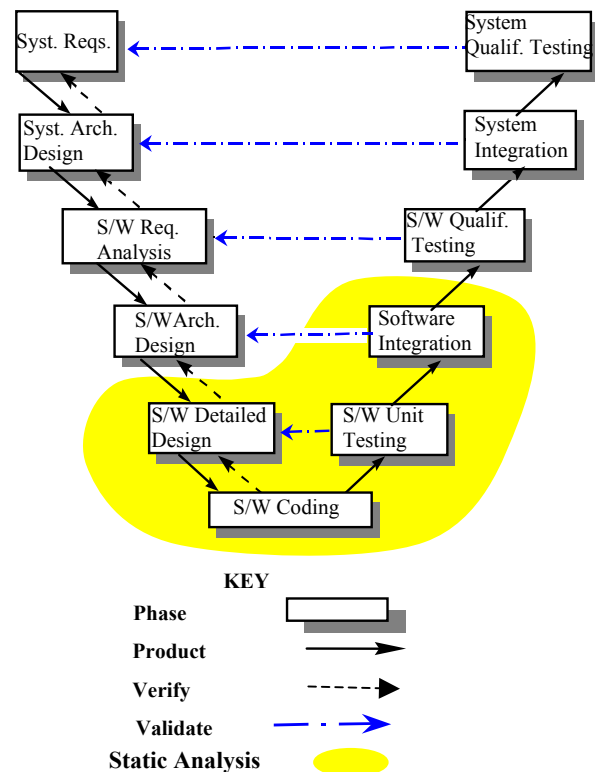 Syst. Reqs.
System
Qualif. Testing
Syst. Arch.
Design
System
Integration
S/W Req.
Analysis
S/W Qualif.
Testing
S/WArch.
Design
Software
Integration
S/W Detailed
Design
S/W Unit
Testing
S/W Coding
KEY
Phase
Product
Verify
Validate
Static Analysis